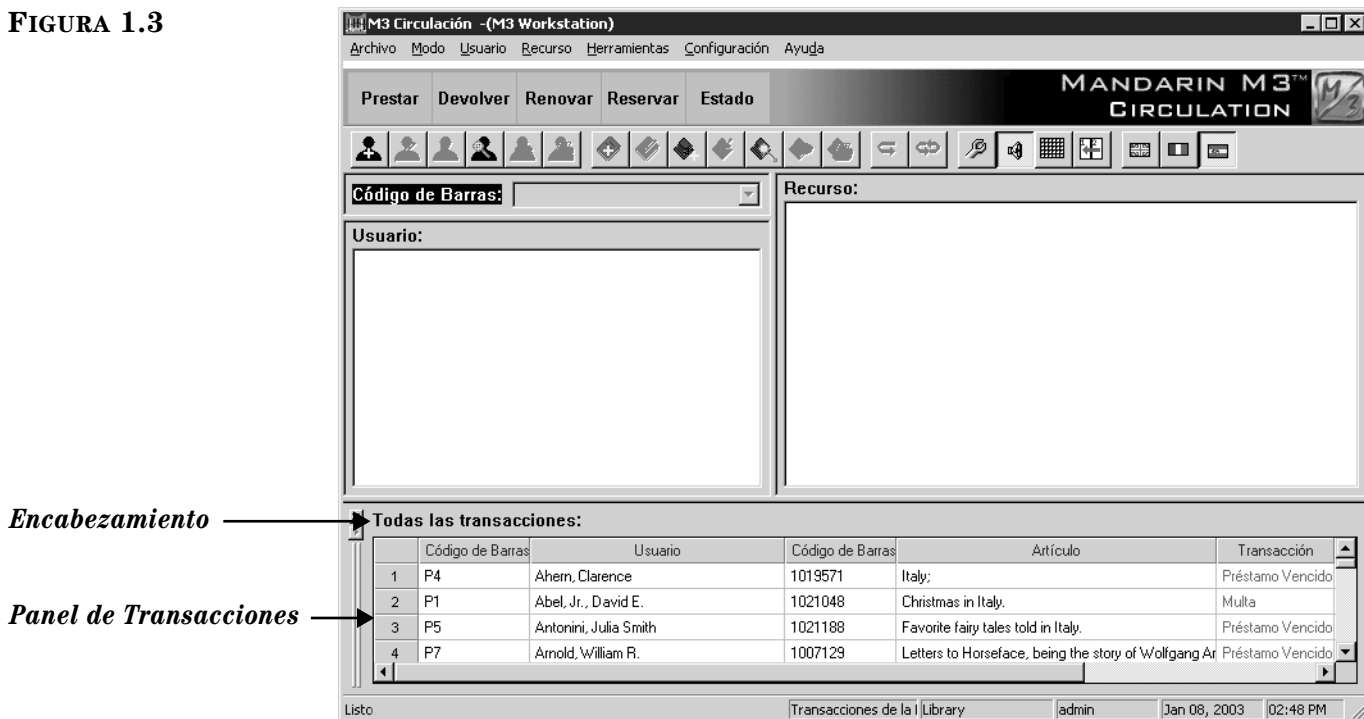 FIGURA 1.3
M3 Circulación -(M3 Workstation)
Archivo Modo Usuario Recurso Herramientas Configuración Ayuda
Prestar Devolver Renovar Reservar Estado
MANDARIN M3™
CIRCULATION
M3
Código de Barras:
Recurso:
Usuario:
Encabezamiento
Todas las transacciones:
Código de Barras Usuario Código de Barras Artículo Transacción
1 P4 Ahern, Clarence 1019571 Italy; Préstamo Vencido
2 P1 Abel, Jr., David E. 1021048 Christmas in Italy. Multa
Panel de Transacciones
3 P5 Antonini, Julia Smith 1021188 Favorite fairy tales told in Italy. Préstamo Vencido
4 P7 Arnold, William R. 1007129 Letters to Horseface, being the story of Wolfgang Ar Préstamo Vencido
Listo Transacciones de la l Library admin Jan 08, 2003 02:48 PM